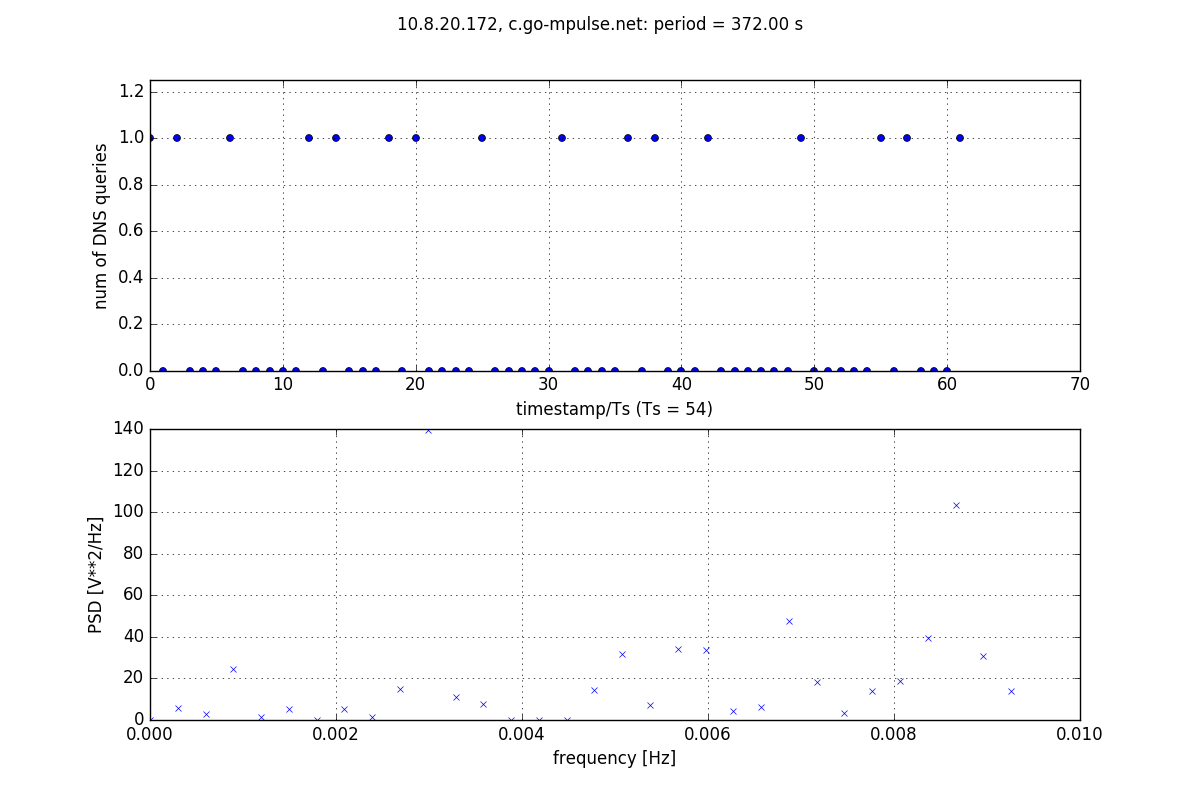 10.8.20.172, c.go-mpulse.net: period = 372.00 s
1.2
1.0
0.8
0.6
0.4
0.2
0.0
num of DNS queries
0 10 20 30 40 50 60 70
timestamp/Ts (Ts = 54)
140
120
100
80
60
40
20
0
PSD [V**2/Hz]
0.000 0.002 0.004 0.006 0.008 0.010
frequency [Hz]